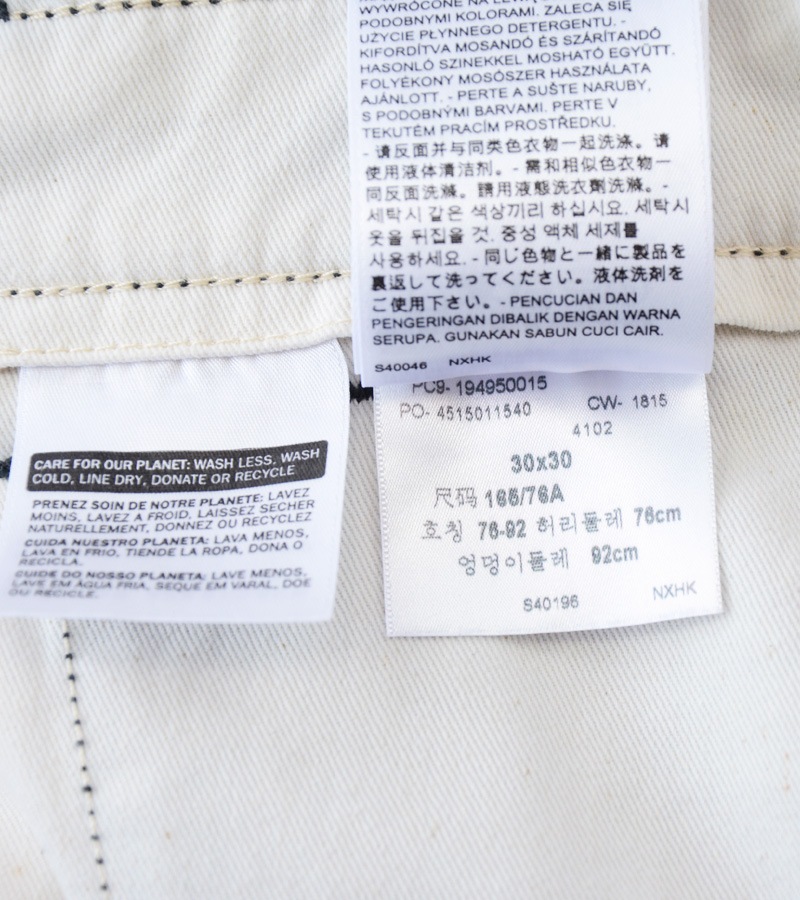 WYWRÓCONE NA LEWĄ
PODOBNYMI KOLORAMI. ZALECA SIĘ
UŻYCIE PŁYNNEGO DETERGENTU. -
KIFORDÍTVA MOSANDÓ ÉS SZÁRÍTANDÓ
HASONLÓ SZINEKKEL MOSHATÓ EGYÜTT.
FOLYÉKONY MOSÓSZER HASZNÁLATA
AJÁNLOTT. - PERTE A SUŠTE NARUBY,
S PODOBNÝMI BARVAMI. PERTE V
TEKUTÉM PRACÍM PROSTŘEDKU.
- 请反面并与同类色衣物一起洗涤。请
使用液体清洁剂。- 需和相似色衣物一
同反面洗滌。請用液態洗衣劑洗滌。-
세탁시 같은 색상끼리 하십시요. 세탁시
옷을 뒤집을 것. 중성 액체 세제를
사용하세요. - 同じ色物と一緒に製品を
裏返して洗ってください。液体洗剤を
ご使用下さい。- PENCUCIAN DAN
PENGERINGAN DIBALIK DENGAN WARNA
SERUPA. GUNAKAN SABUN CUCI CAIR.
S40046 NXHK
PC9- 194950015
PO- 4515011540 CW- 1815
4102
30x30
尺码 165/76A
호칭 76-92 허리둘레 76cm
엉덩이둘레 92cm
S40196 NXHK
CARE FOR OUR PLANET: WASH LESS, WASH
COLD, LINE DRY, DONATE OR RECYCLE
PRENEZ SOIN DE NOTRE PLANETE: LAVEZ
MOINS, LAVEZ A FROID, LAISSEZ SECHER
NATURELLEMENT, DONNEZ OU RECYCLEZ
CUIDA NUESTRO PLANETA: LAVA MENOS,
LAVA EN FRIO, TIENDE LA ROPA, DONA O
RECICLA.
CUIDE DO NOSSO PLANETA: LAVE MENOS,
LAVE EM ÁGUA FRIA, SEQUE EM VARAL, DOE
OU RECICLE.